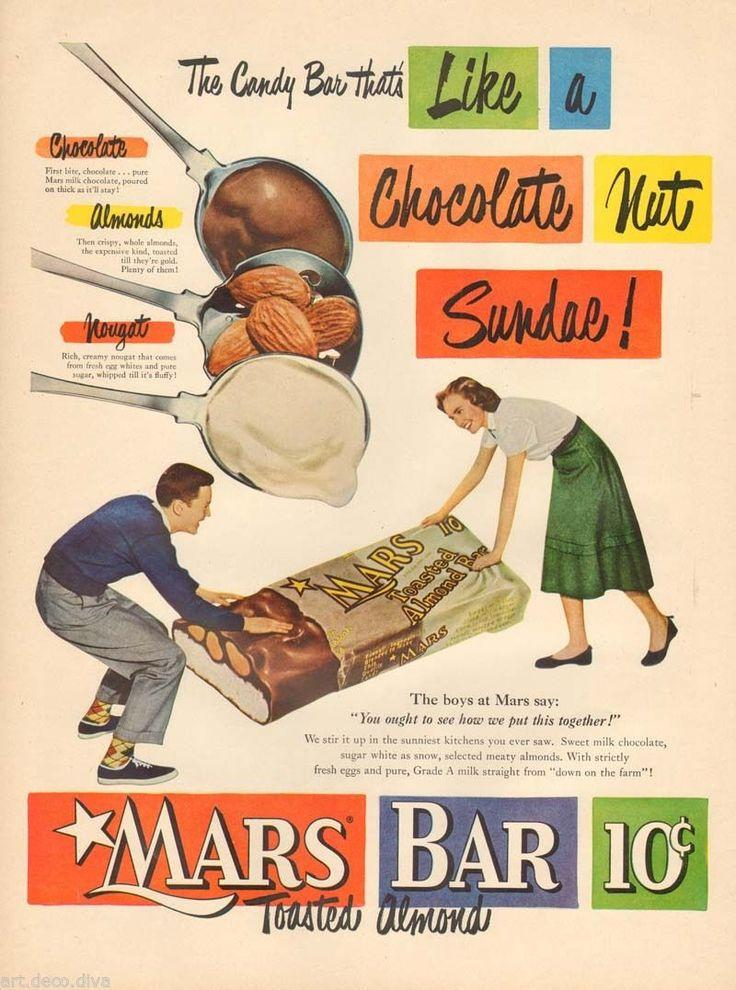 The Candy Bar that's Like a
Chocolate Nut
Sundae!
Chocolate
First bite, chocolate . . . pure
Mars milk chocolate, poured
on thick as it'll stay!
Almonds
Then crispy, whole almonds,
the expensive kind, toasted
till they're gold.
Plenty of them!
Nougat
Rich, creamy nougat that comes
from fresh egg whites and pure
sugar, whipped till it's fluffy!
10
MARS
Toasted
Almond Bar
MARS
The boys at Mars say:
"You ought to see how we put this together!"
We stir it up in the sunniest kitchens you ever saw. Sweet milk chocolate,
sugar white as snow, selected meaty almonds. With strictly
fresh eggs and pure, Grade A milk straight from "down on the farm"!
MARS® BAR 10¢
Toasted Almond
art.deco.diva